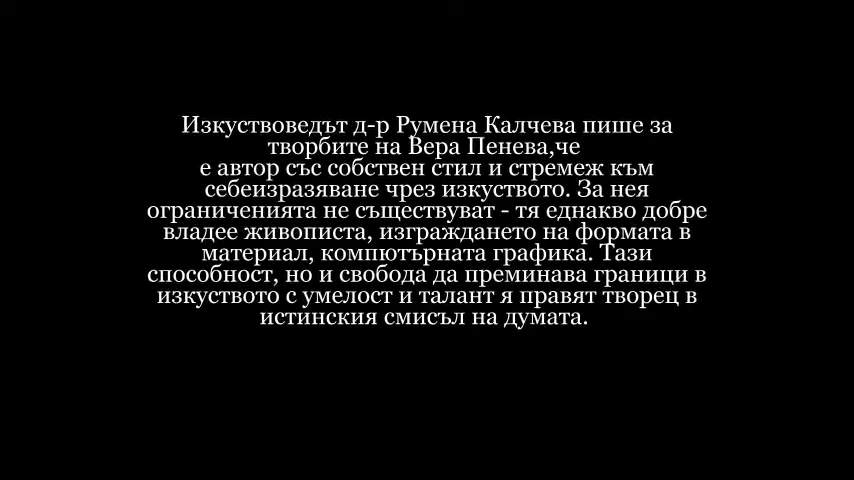 Изкуствоведът д-р Румена Калчева пише за
творбите на Вера Пенева,че
е автор със собствен стил и стремеж към
себеизразяване чрез изкуството. За нея
ограниченията не съществуват - тя еднакво добре
владее живописта, изграждането на формата в
материал, компютърната графика. Тази
способност, но и свобода да преминава граници в
изкуството с умелост и талант я правят творец в
истинския смисъл на думата.